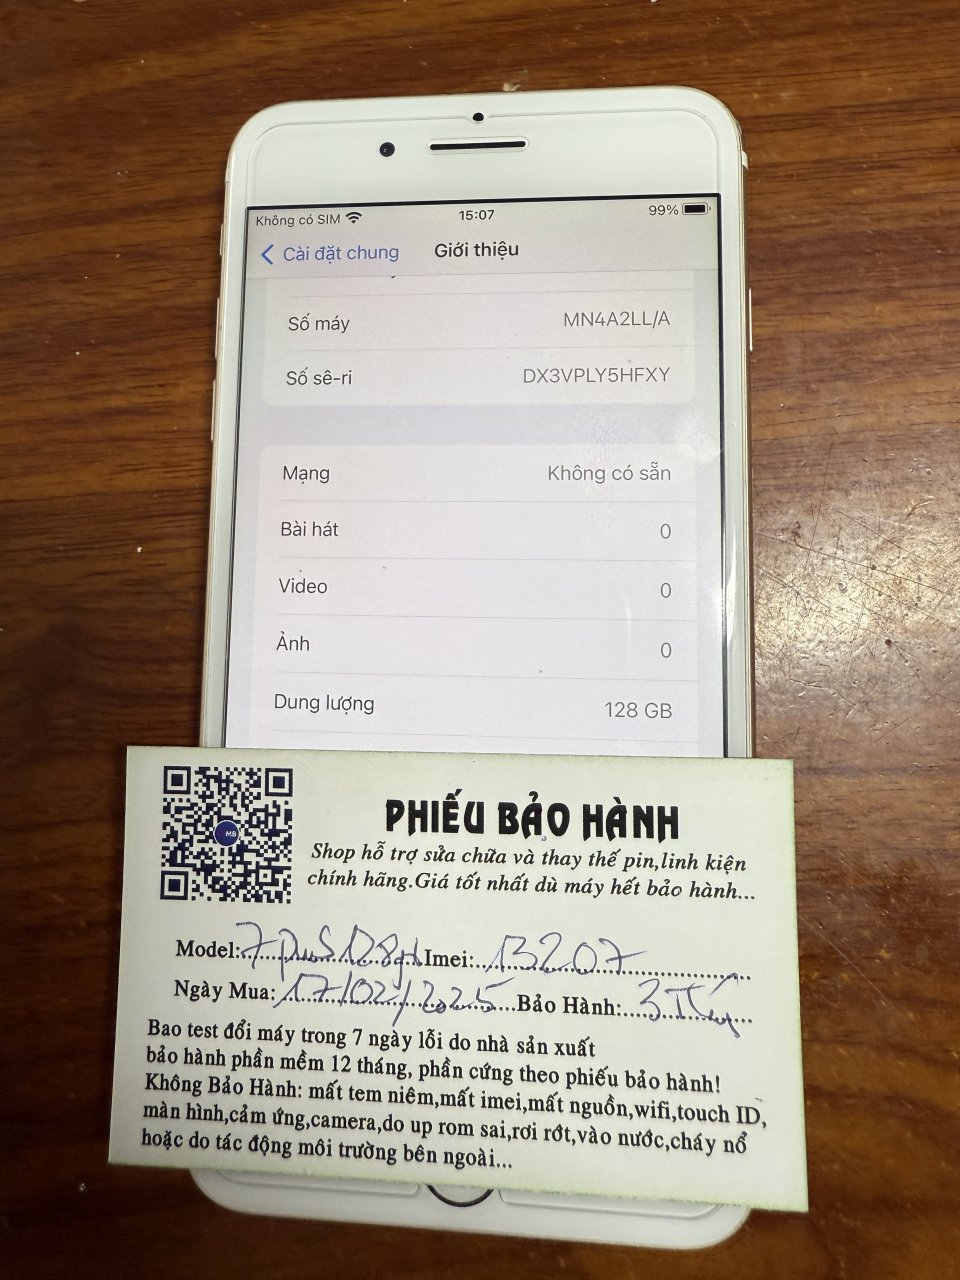 Không có SIM 15:07 99%
Cài đặt chung Giới thiệu
Số máy MN4A2LL/A
Số sê-ri DX3VPLY5HFXY
Mạng Không có sẵn
Bài hát 0
Video 0
Ảnh 0
Dung lượng 128 GB
MB
PHIẾU BẢO HÀNH
Shop hỗ trợ sửa chữa và thay thế pin,linh kiện
chính hãng.Giá tốt nhất dù máy hết bảo hành...
Model: 7 plus 128gb Imei: 13207
Ngày Mua: 17/02/2025 Bảo Hành: 3
Bao test đổi máy trong 7 ngày lỗi do nhà sản xuất
bảo hành phần mềm 12 tháng, phần cứng theo phiếu bảo hành!
Không Bảo Hành: mất tem niêm,mất imei,mất nguồn,wifi,touch ID,
màn hình,cảm ứng,camera,do up rom sai,rơi rớt,vào nước,cháy nổ
hoặc do tác động môi trường bên ngoài...